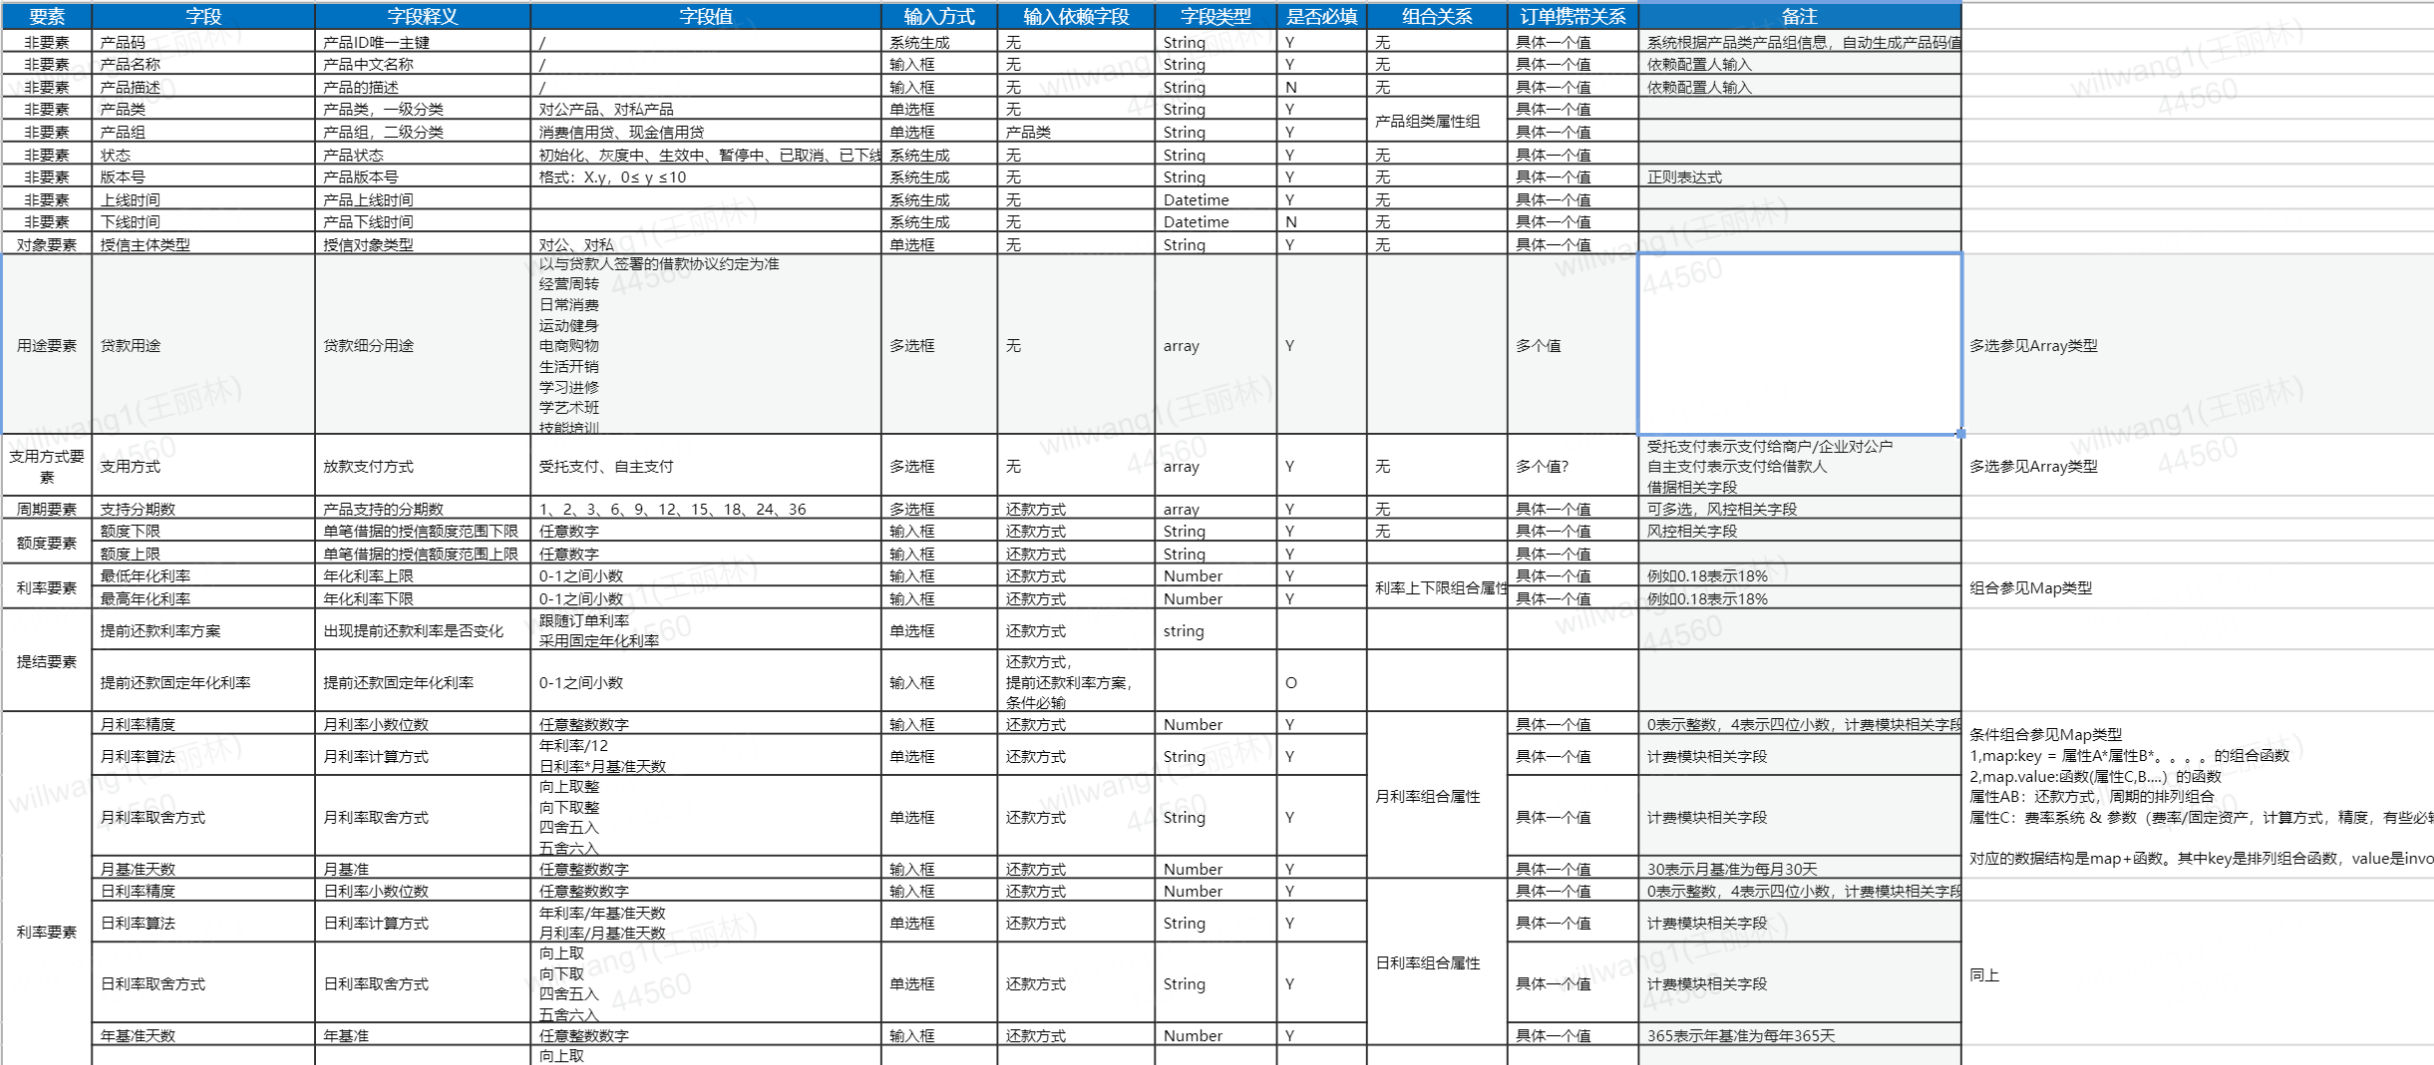 要素 字段 字段释义 字段值 输入方式 输入依赖字段 字段类型 是否必填 组合关系 订单携带关系 备注
非要素 产品码 产品ID唯一主键 / 系统生成 无 String Y 无 具体一个值 系统根据产品类产品组信息，自动生成产品码值
非要素 产品名称 产品中文名称 / 输入框 无 String Y 无 具体一个值 依赖配置人输入
非要素 产品描述 产品的描述 / 输入框 无 String N 无 具体一个值 依赖配置人输入
非要素 产品类 产品类，一级分类 对公产品、对私产品 单选框 无 String Y 产品组类属性组 具体一个值
非要素 产品组 产品组，二级分类 消费信用贷、现金信用贷 单选框 产品类 String Y 具体一个值
非要素 状态 产品状态 初始化、灰度中、生效中、暂停中、已取消、已下线 系统生成 无 String Y 无 具体一个值
非要素 版本号 产品版本号 格式：X.y，0≤ y ≤10 系统生成 无 String Y 无 具体一个值 正则表达式
非要素 上线时间 产品上线时间 系统生成 无 Datetime Y 无 具体一个值
非要素 下线时间 产品下线时间 系统生成 无 Datetime N 无 具体一个值
对象要素 授信主体类型 授信对象类型 对公、对私 单选框 无 String Y 无 具体一个值
用途要素 贷款用途 贷款细分用途
以与贷款人签署的借款协议约定为准
经营周转
日常消费
运动健身
电商购物
生活开销
学习进修
学艺术班
技能培训
多选框 无 array Y 多个值 多选参见Array类型
支用方式要
素
支用方式 放款支付方式 受托支付、自主支付 多选框 无 array Y 无 多个值?
受托支付表示支付给商户/企业对公户
自主支付表示支付给借款人
借据相关字段
多选参见Array类型
周期要素 支持分期数 产品支持的分期数 1、2、3、6、9、12、15、18、24、36 多选框 还款方式 array Y 无 具体一个值 可多选，风控相关字段
额度要素 额度下限 单笔借据的授信额度范围下限 任意数字 输入框 还款方式 String Y 无 具体一个值 风控相关字段
额度上限 单笔借据的授信额度范围上限 任意数字 输入框 还款方式 String Y 具体一个值
利率要素 最低年化利率 年化利率上限 0-1之间小数 输入框 还款方式 Number Y 利率上下限组合属性 具体一个值 例如0.18表示18% 组合参见Map类型
最高年化利率 年化利率下限 0-1之间小数 输入框 还款方式 Number Y 具体一个值 例如0.18表示18%
提结要素 提前还款利率方案 出现提前还款利率是否变化
跟随订单利率
采用固定年化利率
单选框 还款方式 string
提前还款固定年化利率 提前还款固定年化利率 0-1之间小数 输入框
还款方式，
提前还款利率方案，
条件必输
O
利率要素
月利率精度 月利率小数位数 任意整数数字 输入框 还款方式 Number Y 月利率组合属性 具体一个值 0表示整数，4表示四位小数，计费模块相关字段
月利率算法 月利率计算方式
年利率/12
日利率*月基准天数
单选框 还款方式 String Y 具体一个值 计费模块相关字段
月利率取舍方式 月利率取舍方式
向上取整
向下取整
四舍五入
五舍六入
单选框 还款方式 String Y 具体一个值 计费模块相关字段
条件组合参见Map类型
1,map:key = 属性A*属性B*。。。。的组合函数
2,map.value:函数(属性C,B....）的函数
属性AB：还款方式，周期的排列组合
属性C：费率系统 & 参数（费率/固定资产，计算方式，精度，有些必输
对应的数据结构是map+函数。其中key是排列组合函数，value是invo
月基准天数 月基准 任意整数数字 输入框 还款方式 Number Y 具体一个值 30表示月基准为每月30天
日利率精度 日利率小数位数 任意整数数字 输入框 还款方式 Number Y 日利率组合属性 具体一个值 0表示整数，4表示四位小数，计费模块相关字段
日利率算法 日利率计算方式
年利率/年基准天数
月利率/月基准天数
单选框 还款方式 String Y 具体一个值 计费模块相关字段
日利率取舍方式 日利率取舍方式
向上取
向下取
四舍五入
五舍六入
单选框 还款方式 String Y 具体一个值 计费模块相关字段 同上
年基准天数 年基准 任意整数数字 输入框 还款方式 Number Y 具体一个值 365表示年基准为每年365天
向上取
willwang1(王丽林)
44560